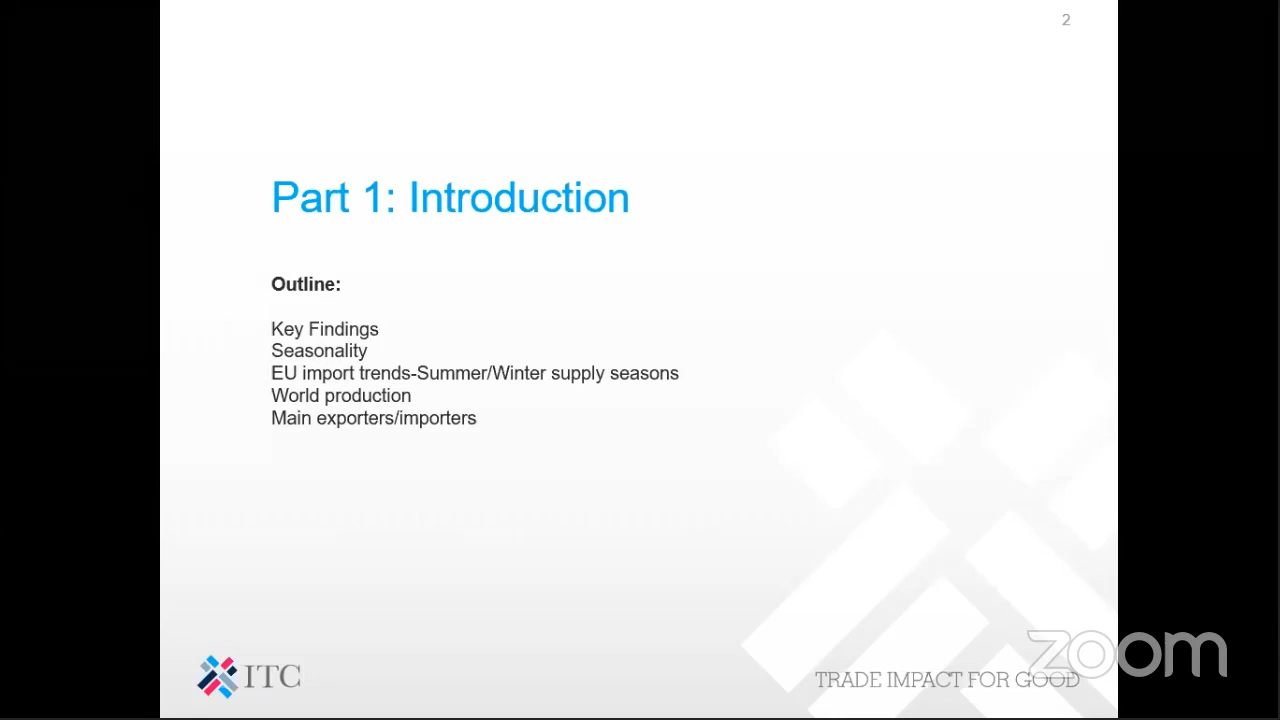 2
Part 1: Introduction
Outline:
Key Findings
Seasonality
EU import trends-Summer/Winter supply seasons
World production
Main exporters/importers
ITC
TRADE IMPACT FOR GOOD
zoom